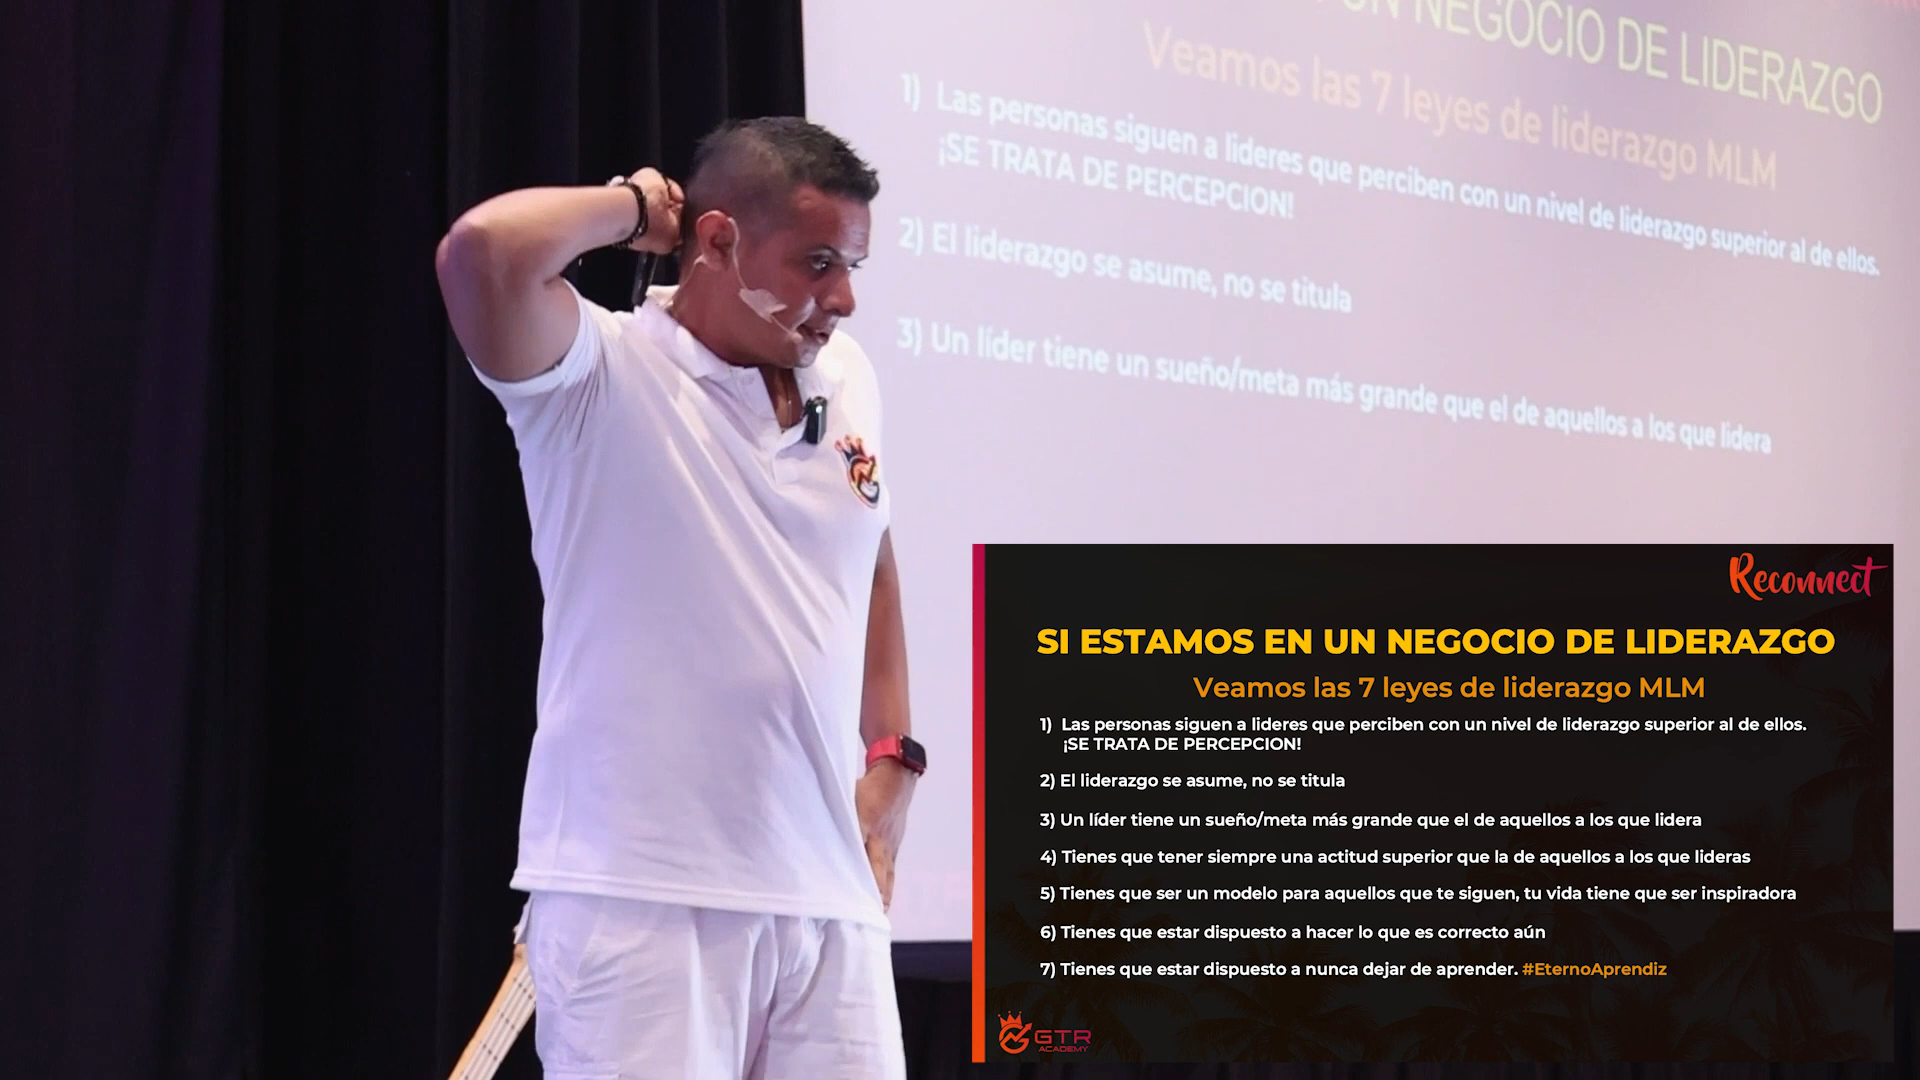 UN NEGOCIO DE LIDERAZGO
Veamos las 7 leyes de liderazgo MLM
1) Las personas siguen a lideres que perciben con un nivel de liderazgo superior al de ellos.
¡SE TRATA DE PERCEPCION!
2) El liderazgo se asume, no se titula
3) Un líder tiene un sueño/meta más grande que el de aquellos a los que lidera
Reconnect
SI ESTAMOS EN UN NEGOCIO DE LIDERAZGO
Veamos las 7 leyes de liderazgo MLM
1) Las personas siguen a lideres que perciben con un nivel de liderazgo superior al de ellos.
¡SE TRATA DE PERCEPCION!
2) El liderazgo se asume, no se titula
3) Un líder tiene un sueño/meta más grande que el de aquellos a los que lidera
4) Tienes que tener siempre una actitud superior que la de aquellos a los que lideras
5) Tienes que ser un modelo para aquellos que te siguen, tu vida tiene que ser inspiradora
6) Tienes que estar dispuesto a hacer lo que es correcto aún
7) Tienes que estar dispuesto a nunca dejar de aprender. #EternoAprendiz
GTR
ACADEMY